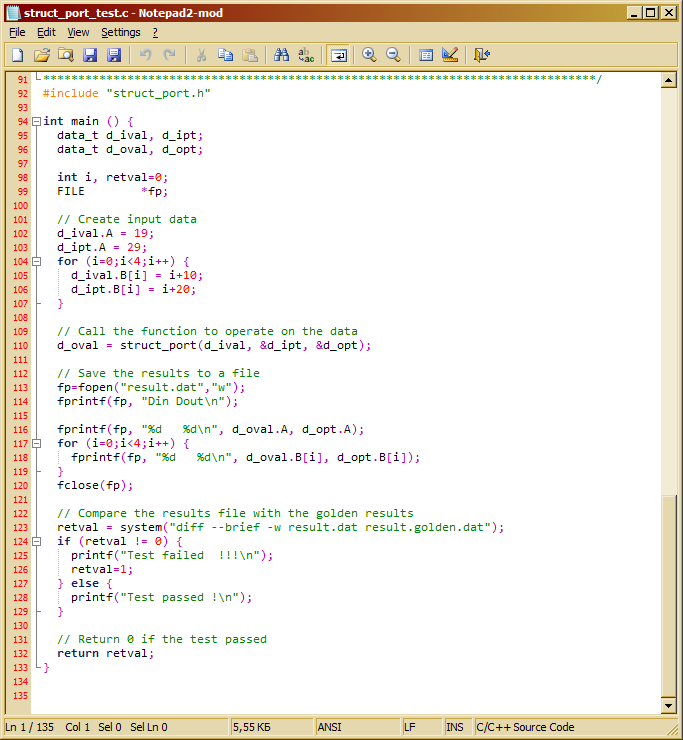 struct_port_test.c - Notepad2-mod
File Edit View Settings ?
91 *******************************************************************************/
92 #include "struct_port.h"
93
94 int main () {
95   data_t d_ival, d_ipt;
96   data_t d_oval, d_opt;
97
98   int i, retval=0;
99   FILE        *fp;
100
101   // Create input data
102   d_ival.A = 19;
103   d_ipt.A = 29;
104   for (i=0;i<4;i++) {
105     d_ival.B[i] = i+10;
106     d_ipt.B[i] = i+20;
107   }
108
109   // Call the function to operate on the data
110   d_oval = struct_port(d_ival, &d_ipt, &d_opt);
111
112   // Save the results to a file
113   fp=fopen("result.dat","w");
114   fprintf(fp, "Din Dout\n");
115
116   fprintf(fp, "%d   %d\n", d_oval.A, d_opt.A);
117   for (i=0;i<4;i++) {
118     fprintf(fp, "%d   %d\n", d_oval.B[i], d_opt.B[i]);
119   }
120   fclose(fp);
121
122   // Compare the results file with the golden results
123   retval = system("diff --brief -w result.dat result.golden.dat");
124   if (retval != 0) {
125     printf("Test failed  !!!\n");
126     retval=1;
127   } else {
128     printf("Test passed !\n");
129   }
130
131   // Return 0 if the test passed
132   return retval;
133 }
134
135
Ln 1 / 135   Col 1   Sel 0   Sel Ln 0   5,55 КБ   ANSI   LF   INS   C/C++ Source Code